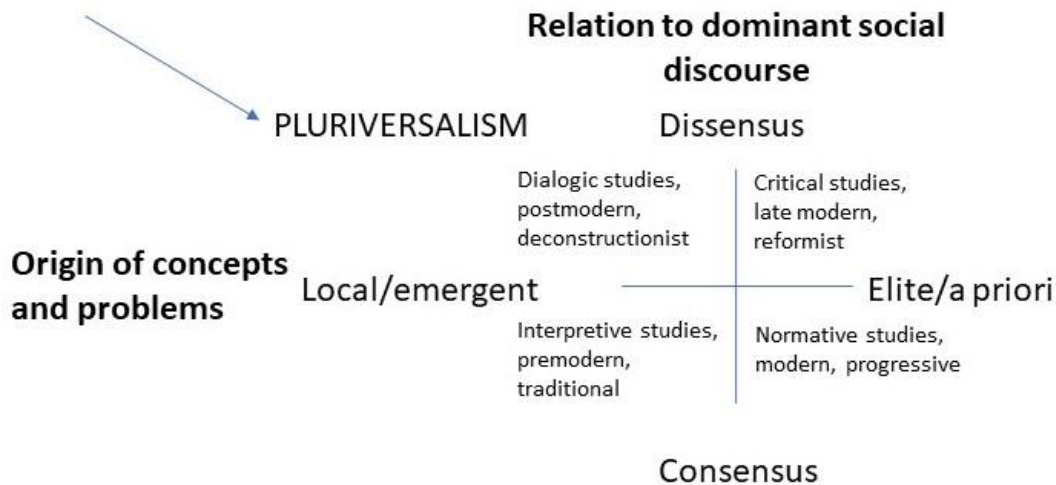 Relation to dominant social
discourse
PLURIVERSALISM
Dissensus
Dialogic studies,
postmodern,
deconstructionist
Critical studies,
late modern,
reformist
Origin of concepts
and problems
Local/emergent
Elite/a priori
Interpretive studies,
premodern,
traditional
Normative studies,
modern, progressive
Consensus